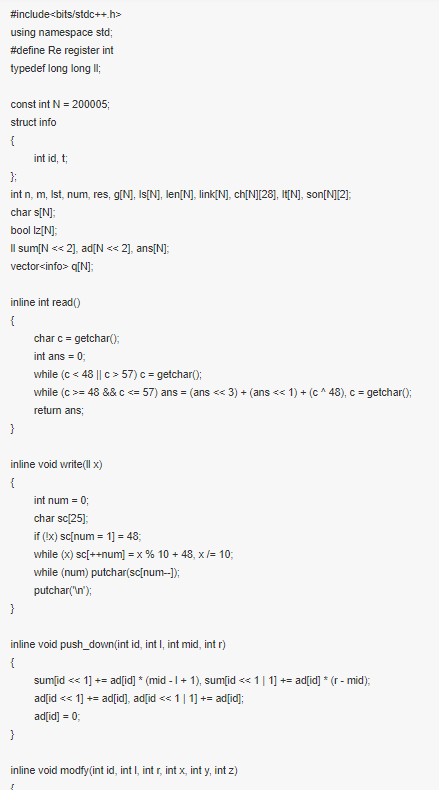 #include<bits/stdc++.h>
using namespace std;
#define Re register int
typedef long long ll;
const int N = 200005;
struct info
{
int id, t;
};
int n, m, lst, num, res, g[N], ls[N], len[N], link[N], ch[N][28], lt[N], son[N][2];
char s[N];
bool lz[N];
ll sum[N << 2], ad[N << 2], ans[N];
vector<info> q[N];
inline int read()
{
char c = getchar();
int ans = 0;
while (c < 48 || c > 57) c = getchar();
while (c >= 48 && c <= 57) ans = (ans << 3) + (ans << 1) + (c ^ 48), c = getchar();
return ans;
}
inline void write(ll x)
{
int num = 0;
char sc[25];
if (!x) sc[num = 1] = 48;
while (x) sc[++num] = x % 10 + 48, x /= 10;
while (num) putchar(sc[num--]);
putchar('\n');
}
inline void push_down(int id, int l, int mid, int r)
{
sum[id << 1] += ad[id] * (mid - l + 1), sum[id << 1 | 1] += ad[id] * (r - mid);
ad[id << 1] += ad[id], ad[id << 1 | 1] += ad[id];
ad[id] = 0;
}
inline void modfy(int id, int l, int r, int x, int y, int z)
{